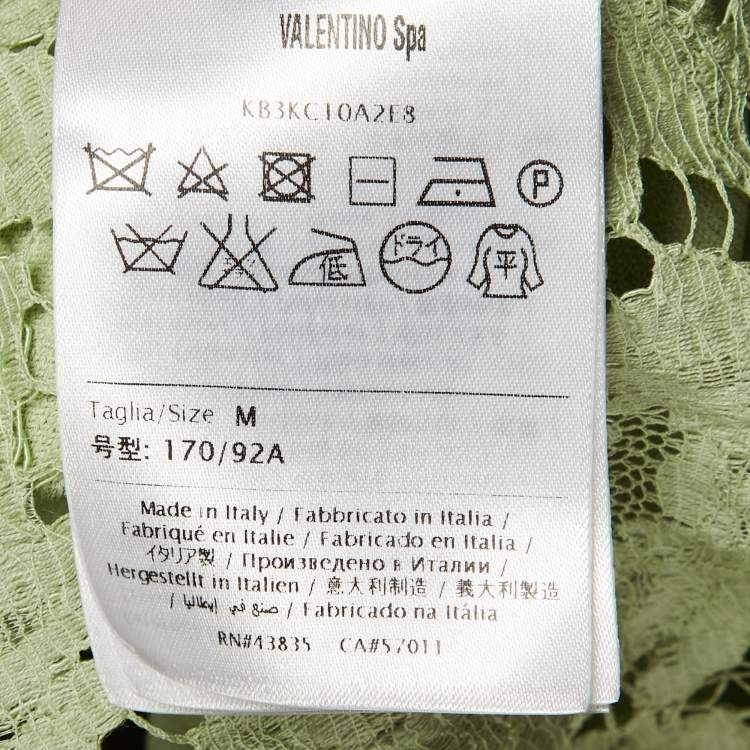 VALENTINO Spa
KB3KC10A2E8
P
低 ドライ 平
Taglia/Size M
号型: 170/92A
Made in Italy / Fabbricato in Italia /
Fabriqué en Italie / Fabricado en Italia /
イタリア製 / Произведено в Италии /
Hergestellt in Italien / 意大利制造 / 義大利製造
/ صنع في إيطاليا / Fabricado na Itália
RN#43835 CA#57011